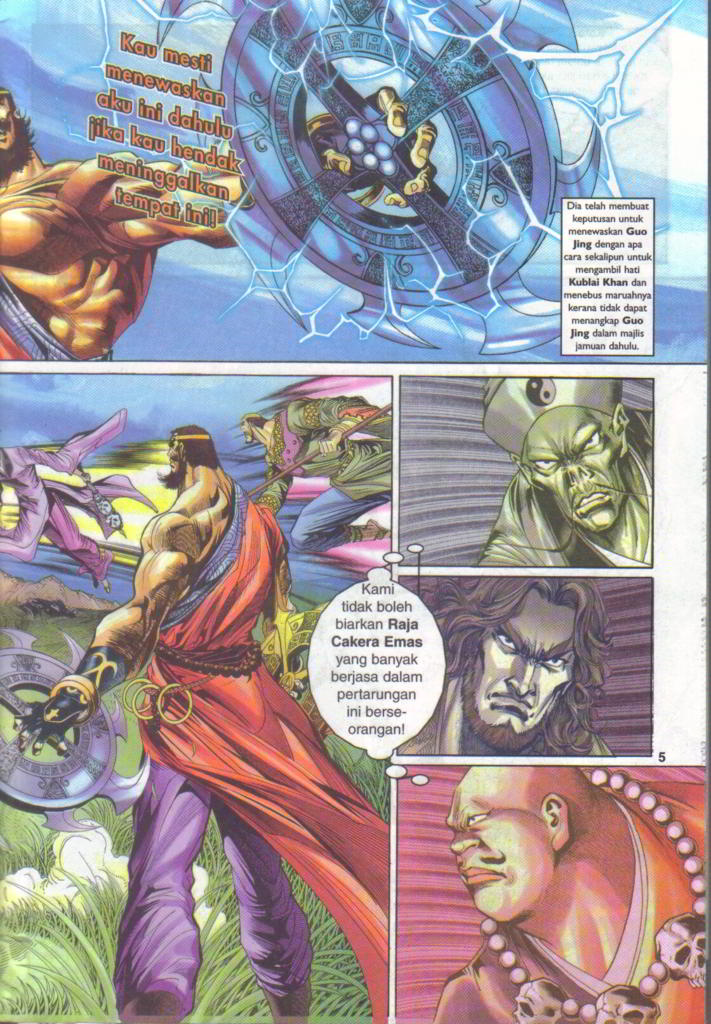 Kau mesti
menewaskan
aku ini dahulu
jika kau hendak
meninggalkan
tempat ini!
Dia telah membuat
keputusan untuk
menewaskan Guo
Jing dengan apa
cara sekalipun untuk
mengambil hati
Kublai Khan dan
menebus maruahnya
kerana tidak dapat
menangkap Guo
Jing dalam majlis
jamuan dahulu.
Kami
tidak boleh
biarkan Raja
Cakera Emas
yang banyak
berjasa dalam
pertarungan
ini berse-
orangan!
5